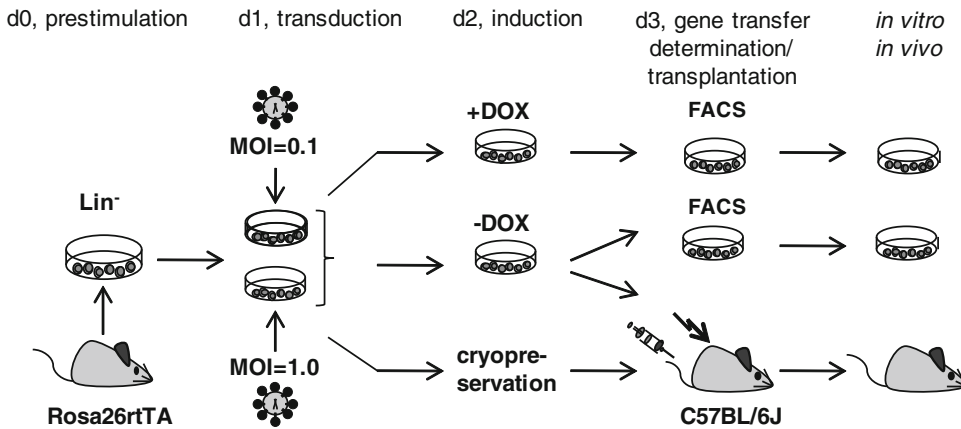 d0, prestimulation
d1, transduction
d2, induction
d3, gene transfer
determination/
transplantation
in vitro
in vivo
MOI=0.1
+DOX
FACS
Lin-
-DOX
FACS
MOI=1.0
cryopre-
servation
Rosa26rtTA
C57BL/6J